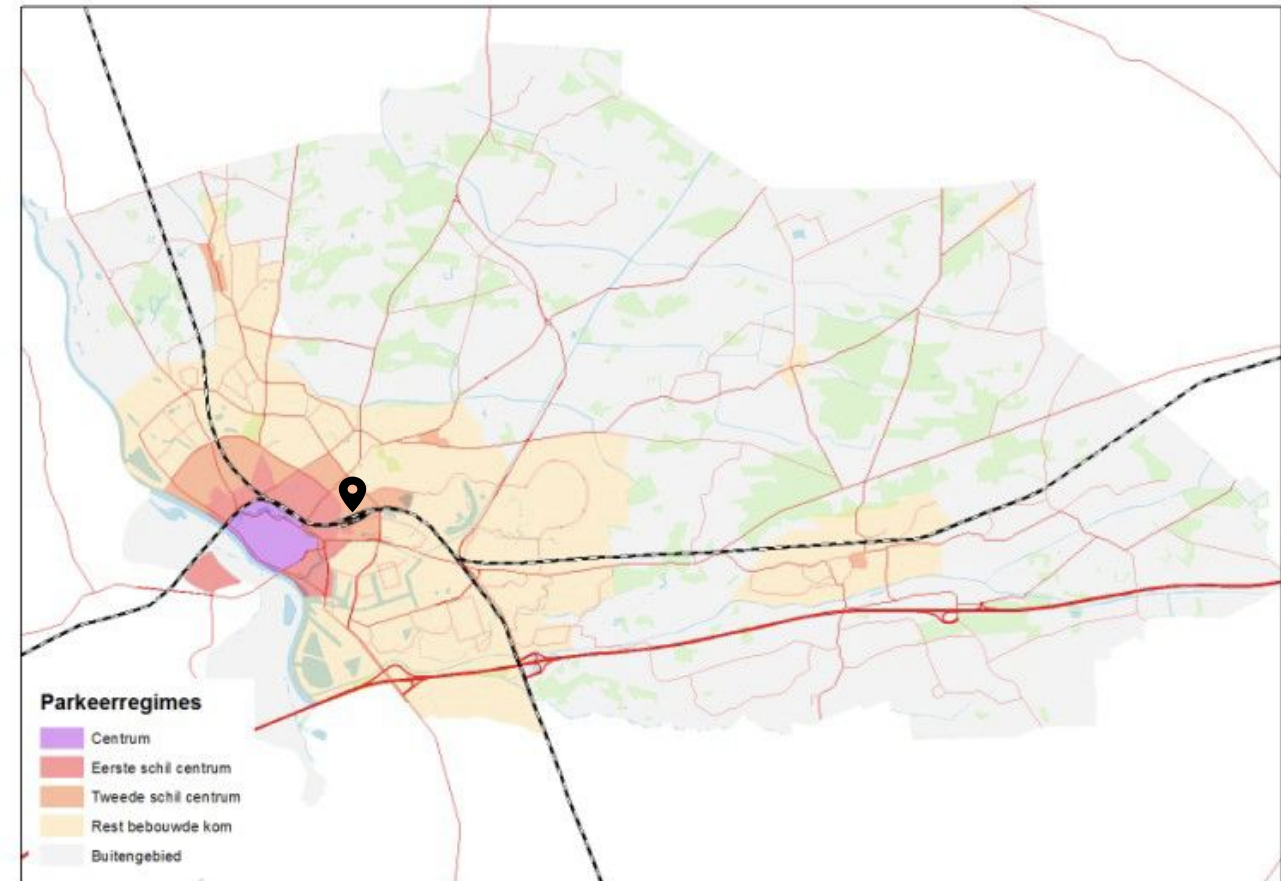 Parkeerregimes
Centrum
Eerste schil centrum
Tweede schil centrum
Rest bebouwde kom
Buitengebied